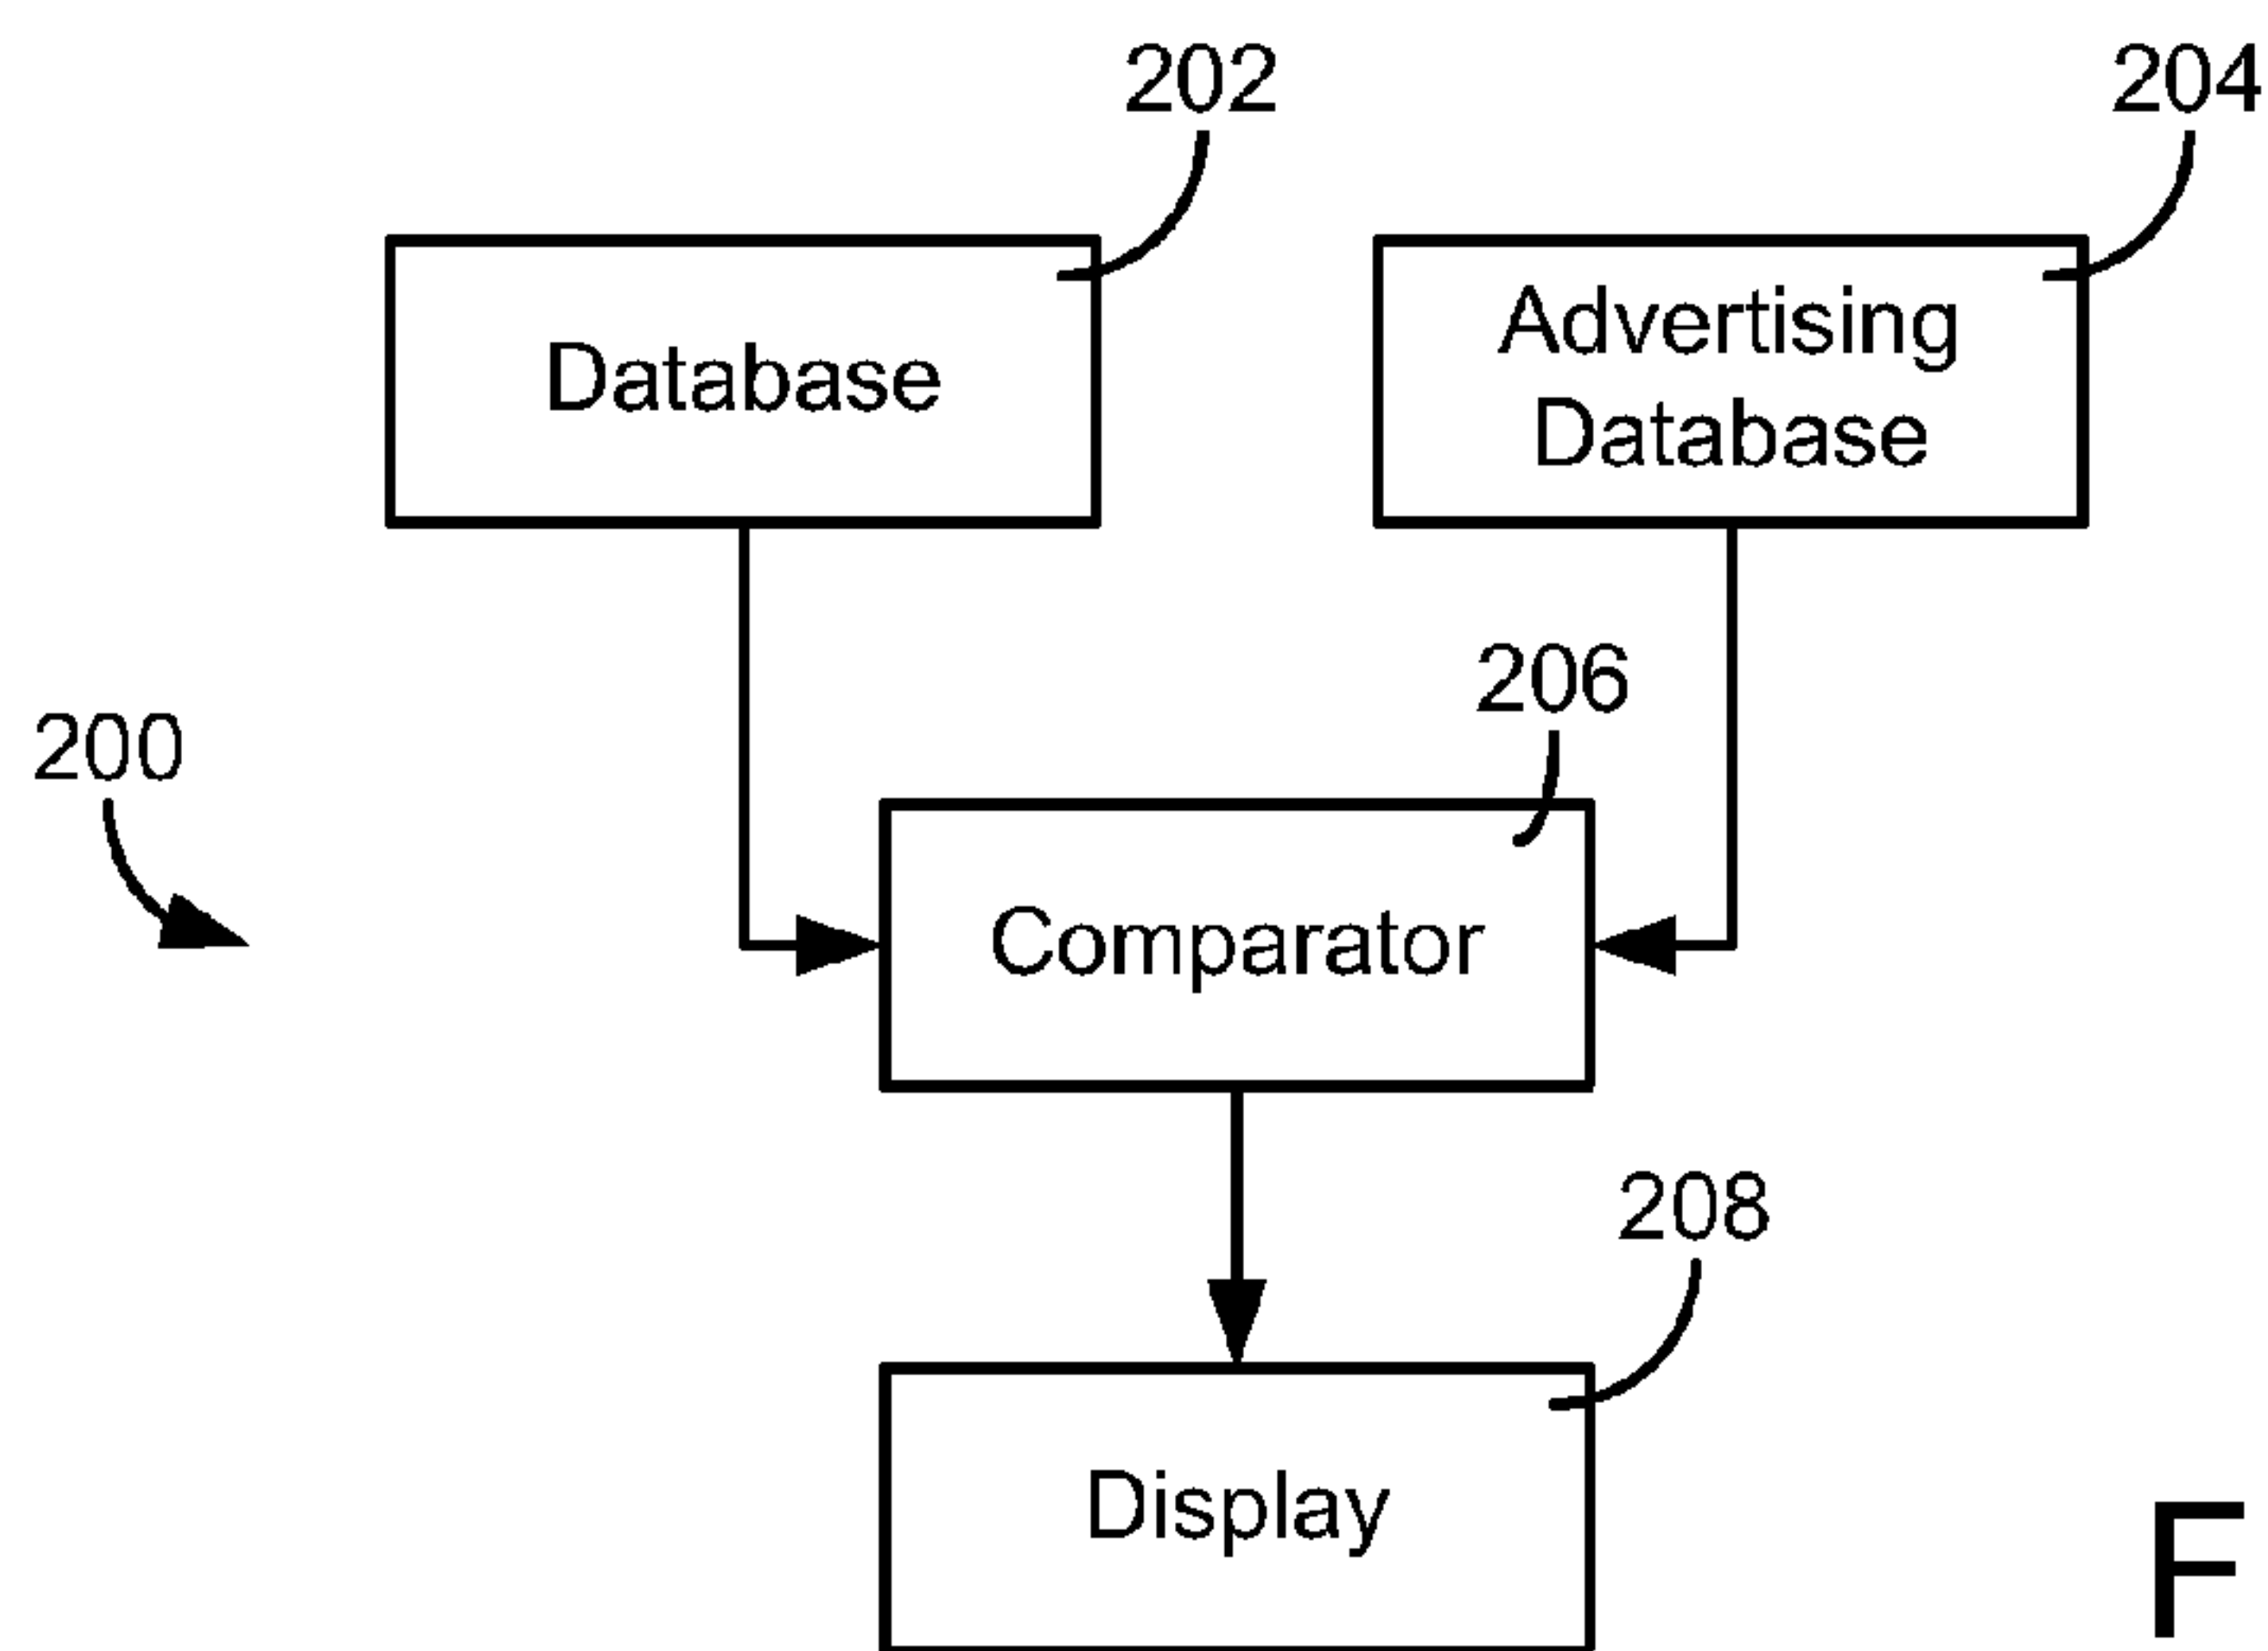 202
204
Database
Advertising
Database
206
200
Comparator
208
Display
F